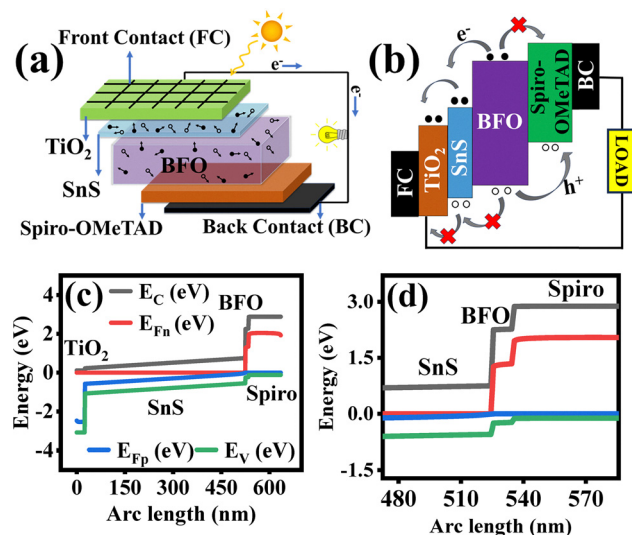 (a)
Front Contact (FC)
e-
e-
TiO2
SnS
BFO
Spiro-OMeTAD
Back Contact (BC)
(b)
e-
FC
TiO2
SnS
BFO
Spiro-
OMeTAD
BC
LOAD
h+
(c)
EC (eV)
EFn (eV)
BFO
TiO2
SnS
Spiro
EFp (eV)
EV (eV)
Energy (eV)
4
2
0
-2
-4
0
150
300
450
600
Arc length (nm)
(d)
Spiro
BFO
SnS
Energy (eV)
3.0
1.5
0.0
-1.5
480
510
540
570
Arc length (nm)